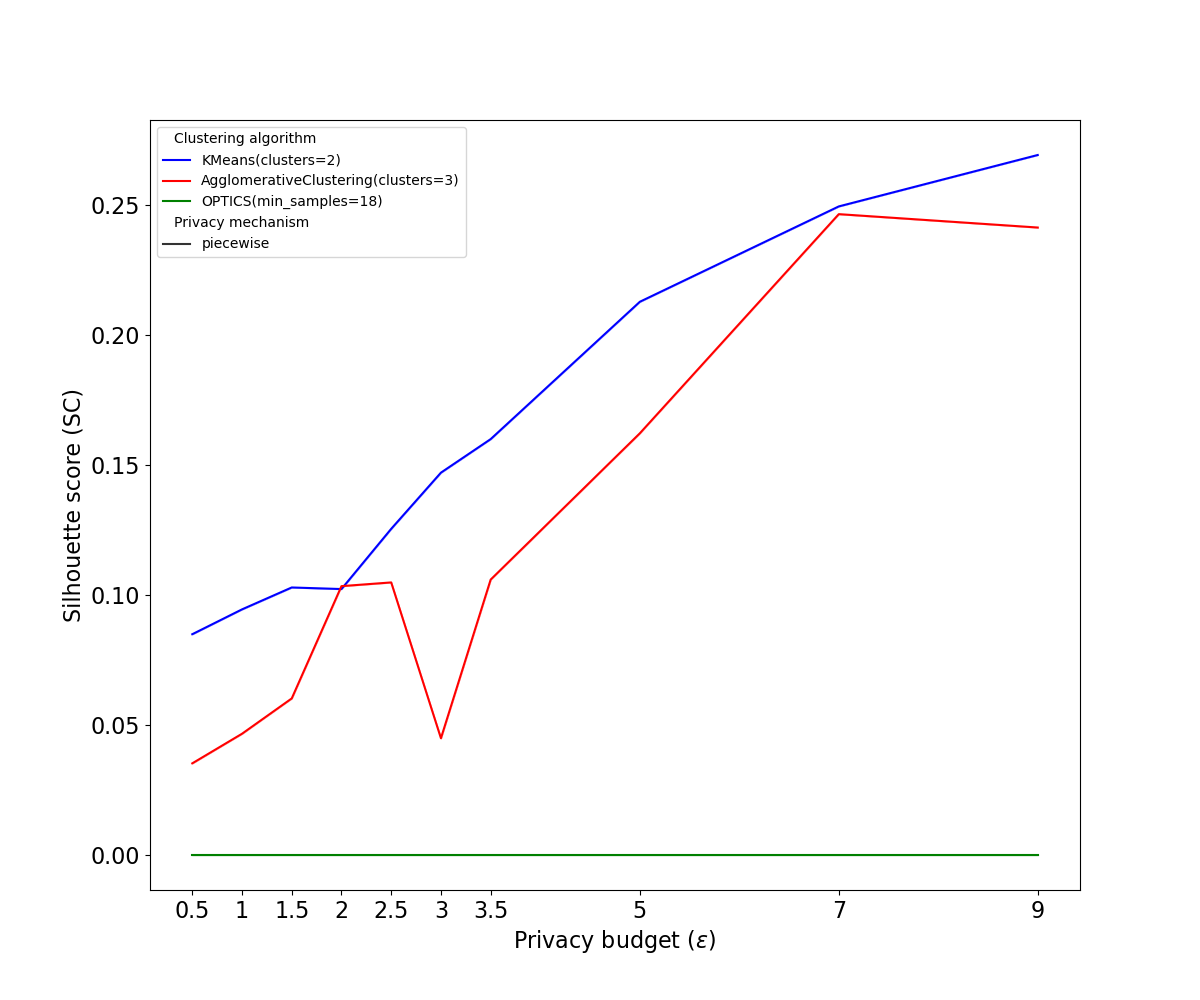 Clustering algorithm
KMeans(clusters=2)
AgglomerativeClustering(clusters=3)
OPTICS(min_samples=18)
Privacy mechanism
piecewise
Silhouette score (SC)
0.25
0.20
0.15
0.10
0.05
0.00
0.5 1 1.5 2 2.5 3 3.5 5 7 9
Privacy budget (ε)